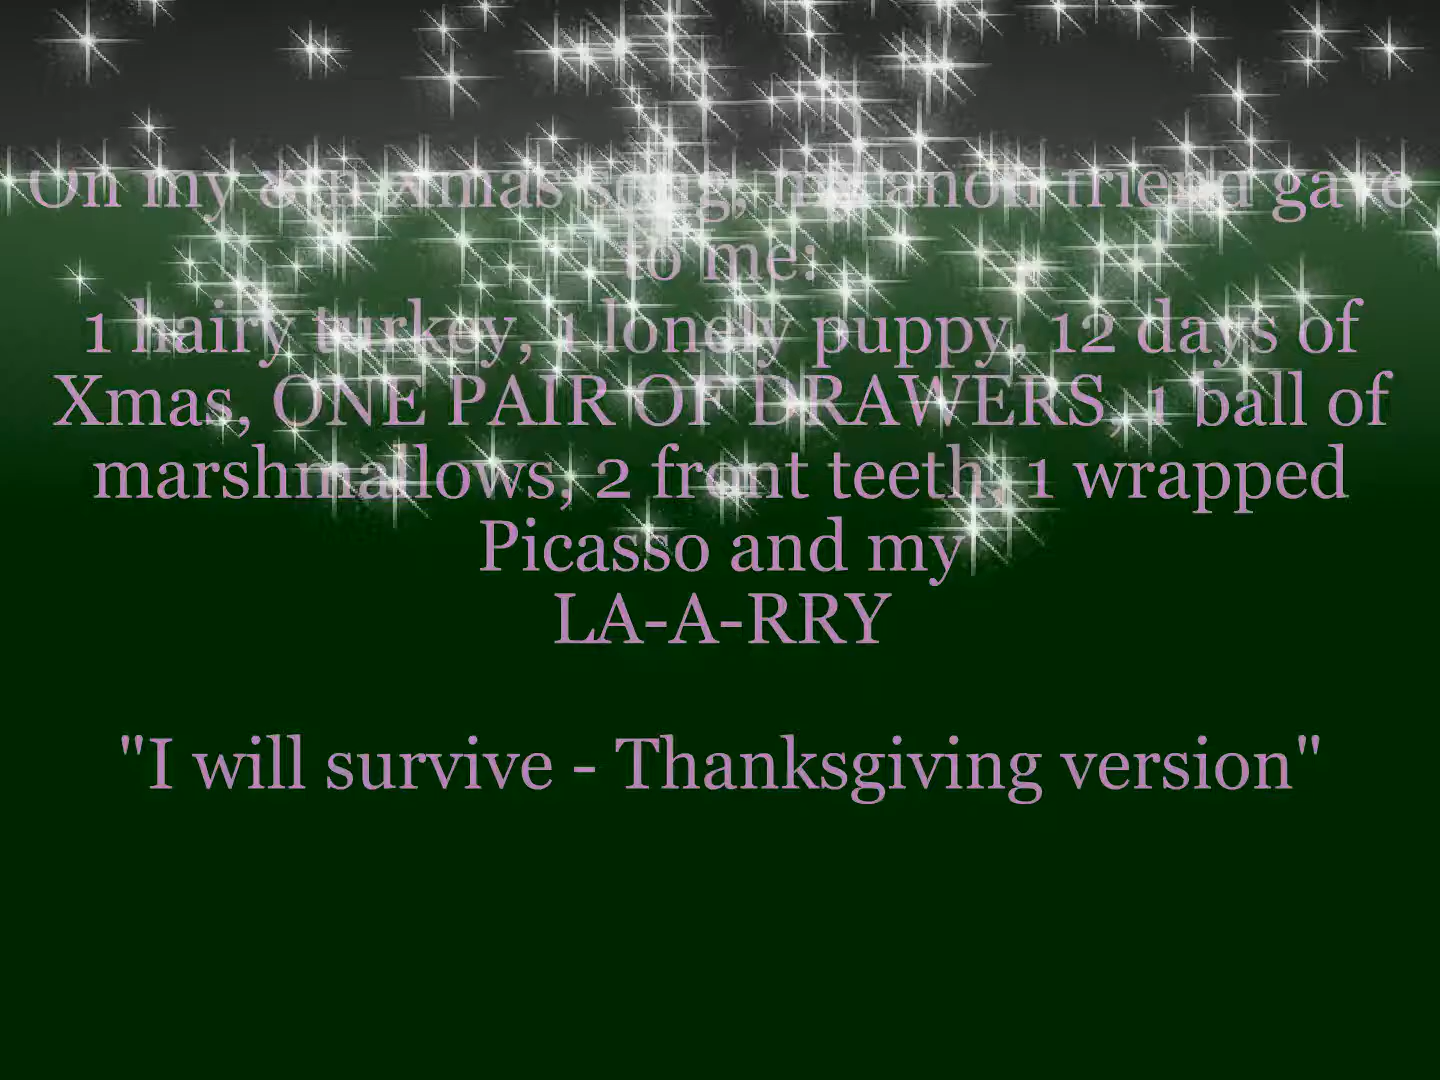 On my 8th Xmas song, my anon friend gave
to me:
1 hairy turkey, 1 lonely puppy, 12 days of
Xmas, ONE PAIR OF DRAWERS, 1 ball of
marshmallows, 2 front teeth, 1 wrapped
Picasso and my
LA-A-RRY
"I will survive - Thanksgiving version"